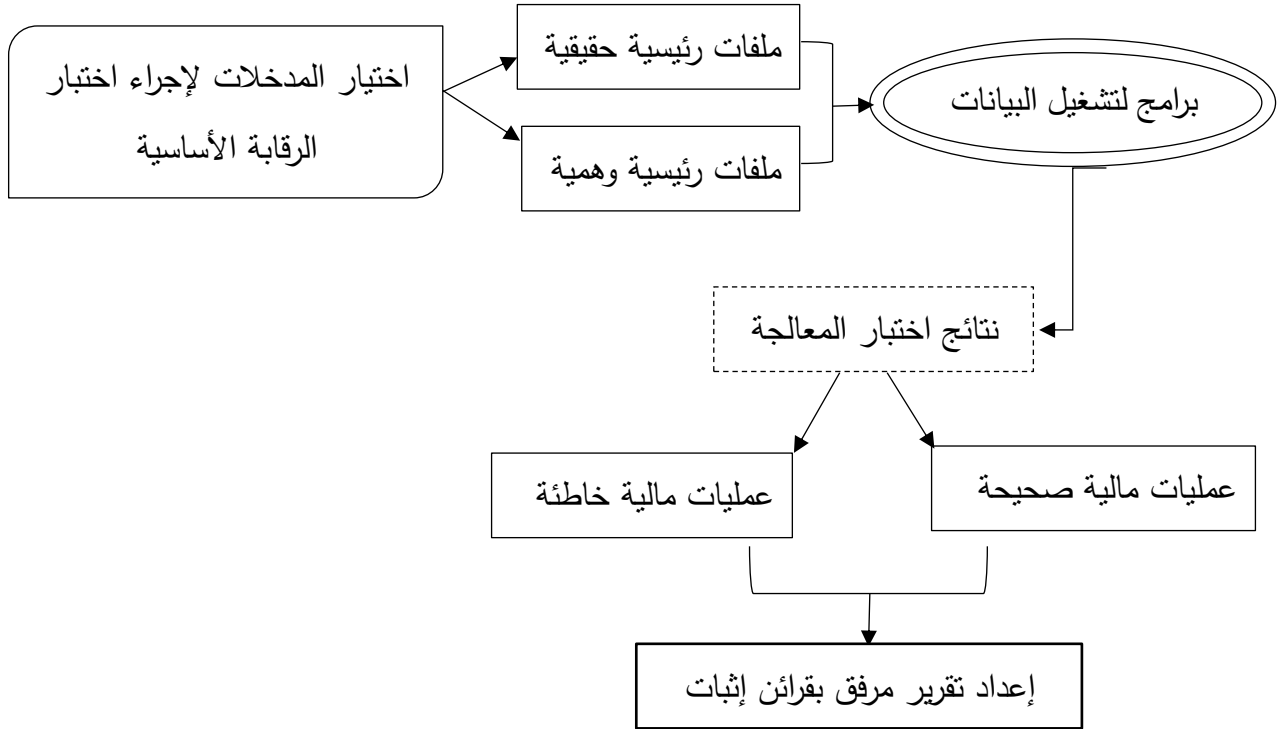 اختيار المدخلات لإجراء اختبار
الرقابة الأساسية
ملفات رئيسية حقيقية
ملفات رئيسية وهمية
برامج لتشغيل البيانات
نتائج اختبار المعالجة
عمليات مالية صحيحة
عمليات مالية خاطئة
إعداد تقرير مرفق بقرائن إثبات